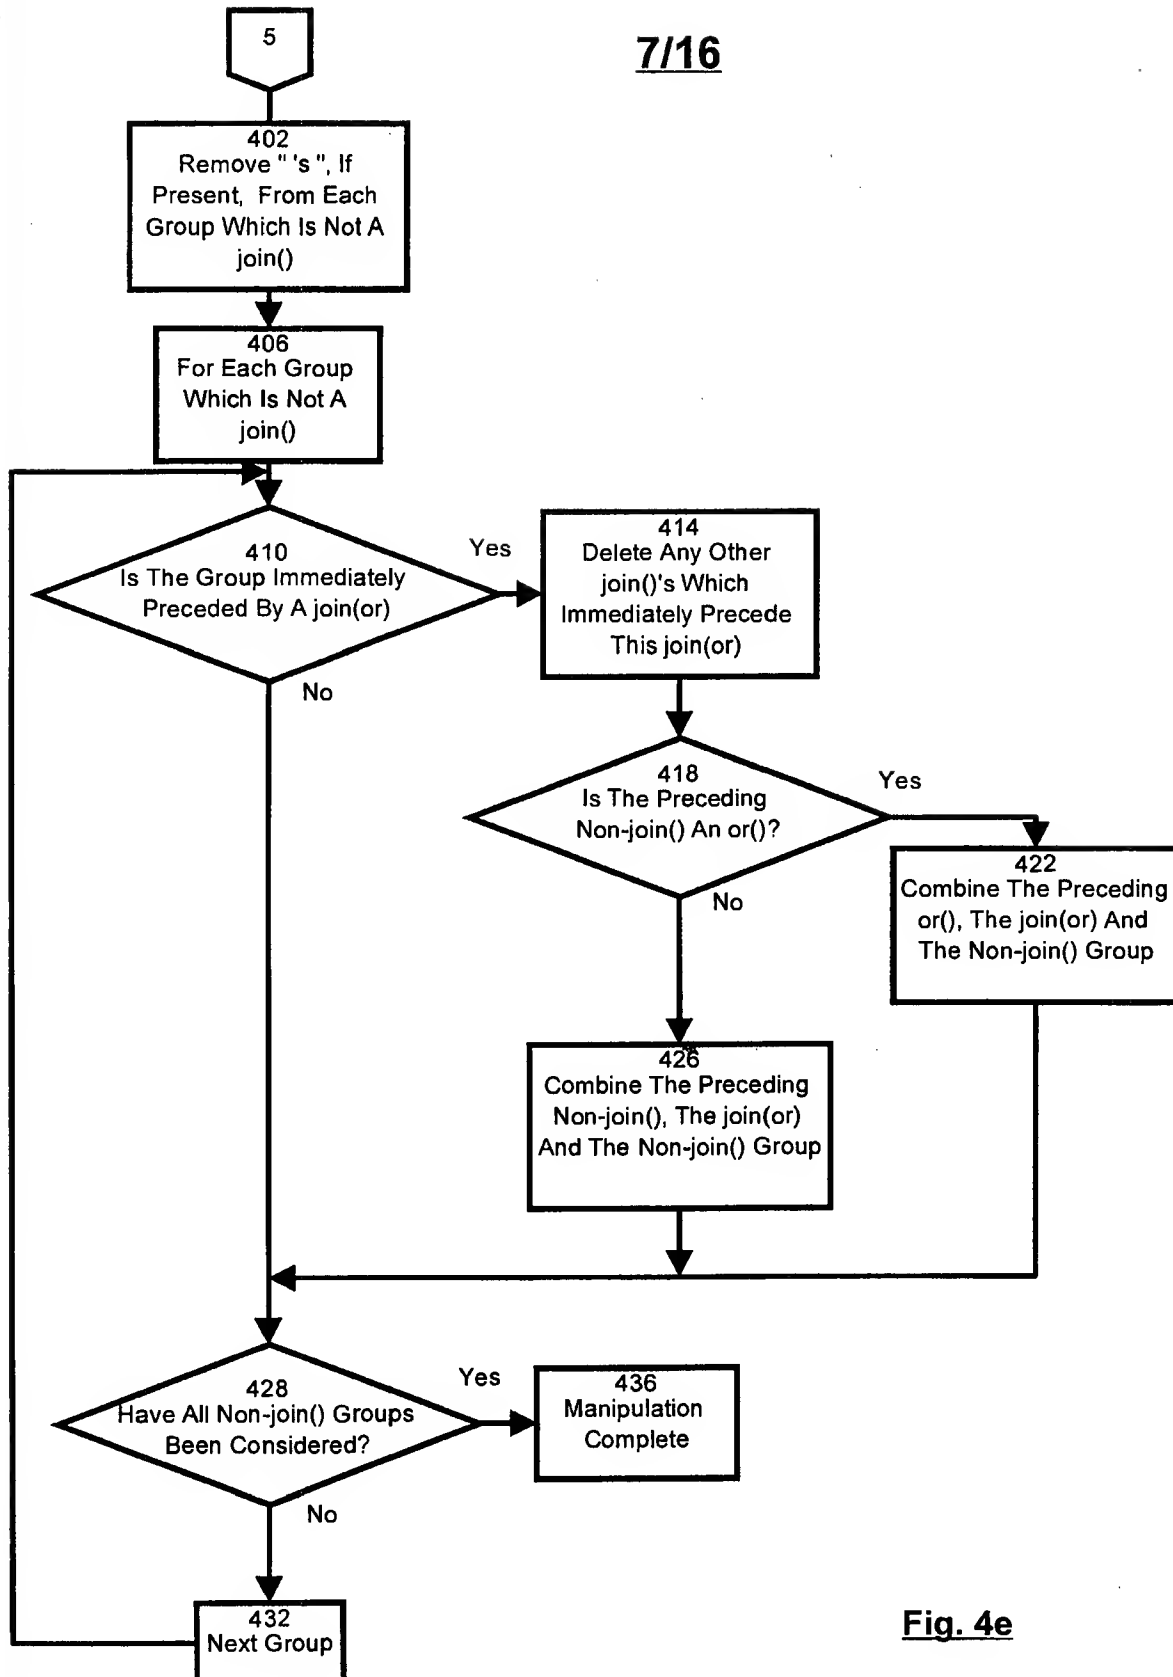 5
7/16
402
Remove " 's ", If
Present, From Each
Group Which Is Not A
join()
406
For Each Group
Which Is Not A
join()
410
Is The Group Immediately
Preceded By A join(or)
Yes
No
414
Delete Any Other
join()'s Which
Immediately Precede
This join(or)
418
Is The Preceding
Non-join() An or()?
Yes
No
422
Combine The Preceding
or(), The join(or) And
The Non-join() Group
426
Combine The Preceding
Non-join(), The join(or)
And The Non-join() Group
428
Have All Non-join() Groups
Been Considered?
Yes
No
436
Manipulation
Complete
432
Next Group
Fig. 4e